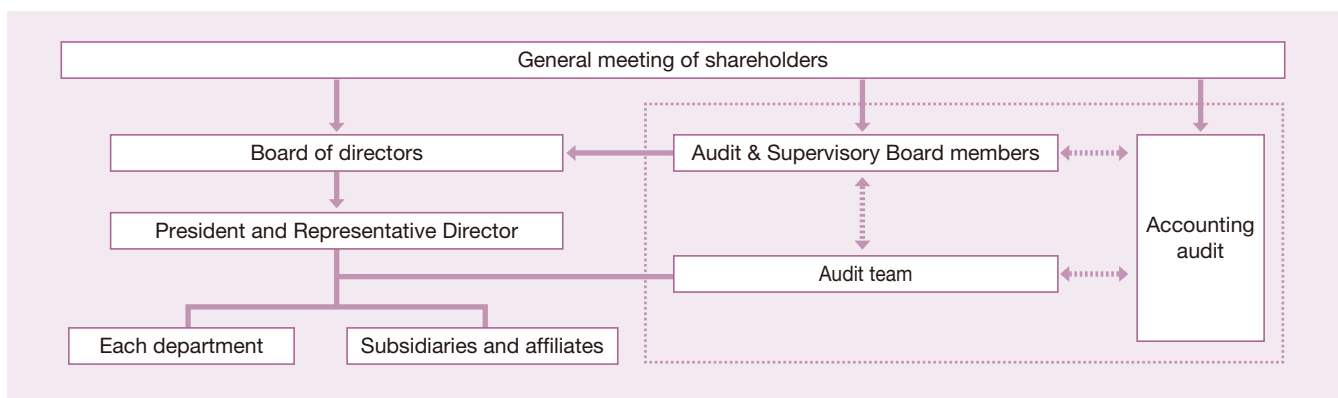 General meeting of shareholders
Board of directors
Audit & Supervisory Board members
President and Representative Director
Accounting
audit
Audit team
Each department
Subsidiaries and affiliates